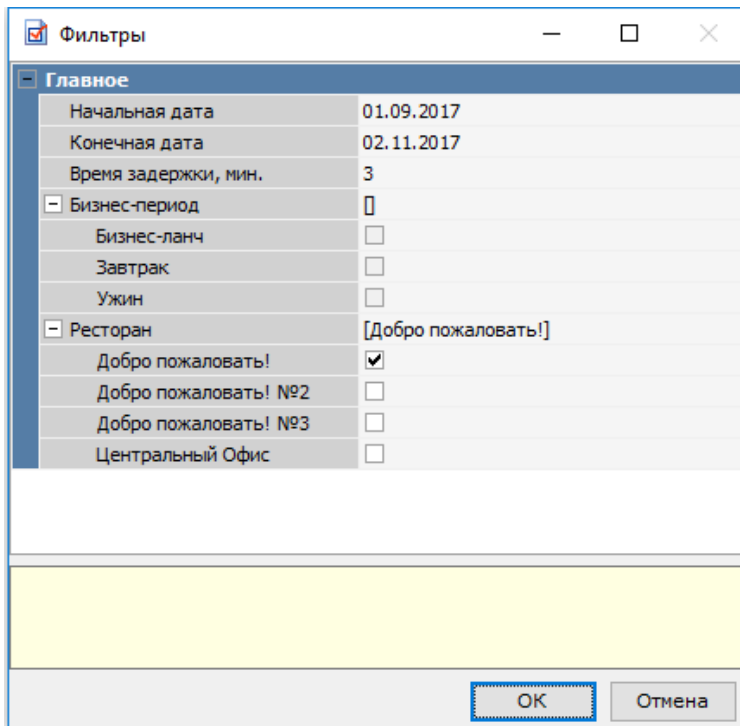 Фильтры
Главное
Начальная дата 01.09.2017
Конечная дата 02.11.2017
Время задержки, мин. 3
Бизнес-период []
Бизнес-ланч
Завтрак
Ужин
Ресторан [Добро пожаловать!]
Добро пожаловать!
Добро пожаловать! №2
Добро пожаловать! №3
Центральный Офис
ОК Отмена